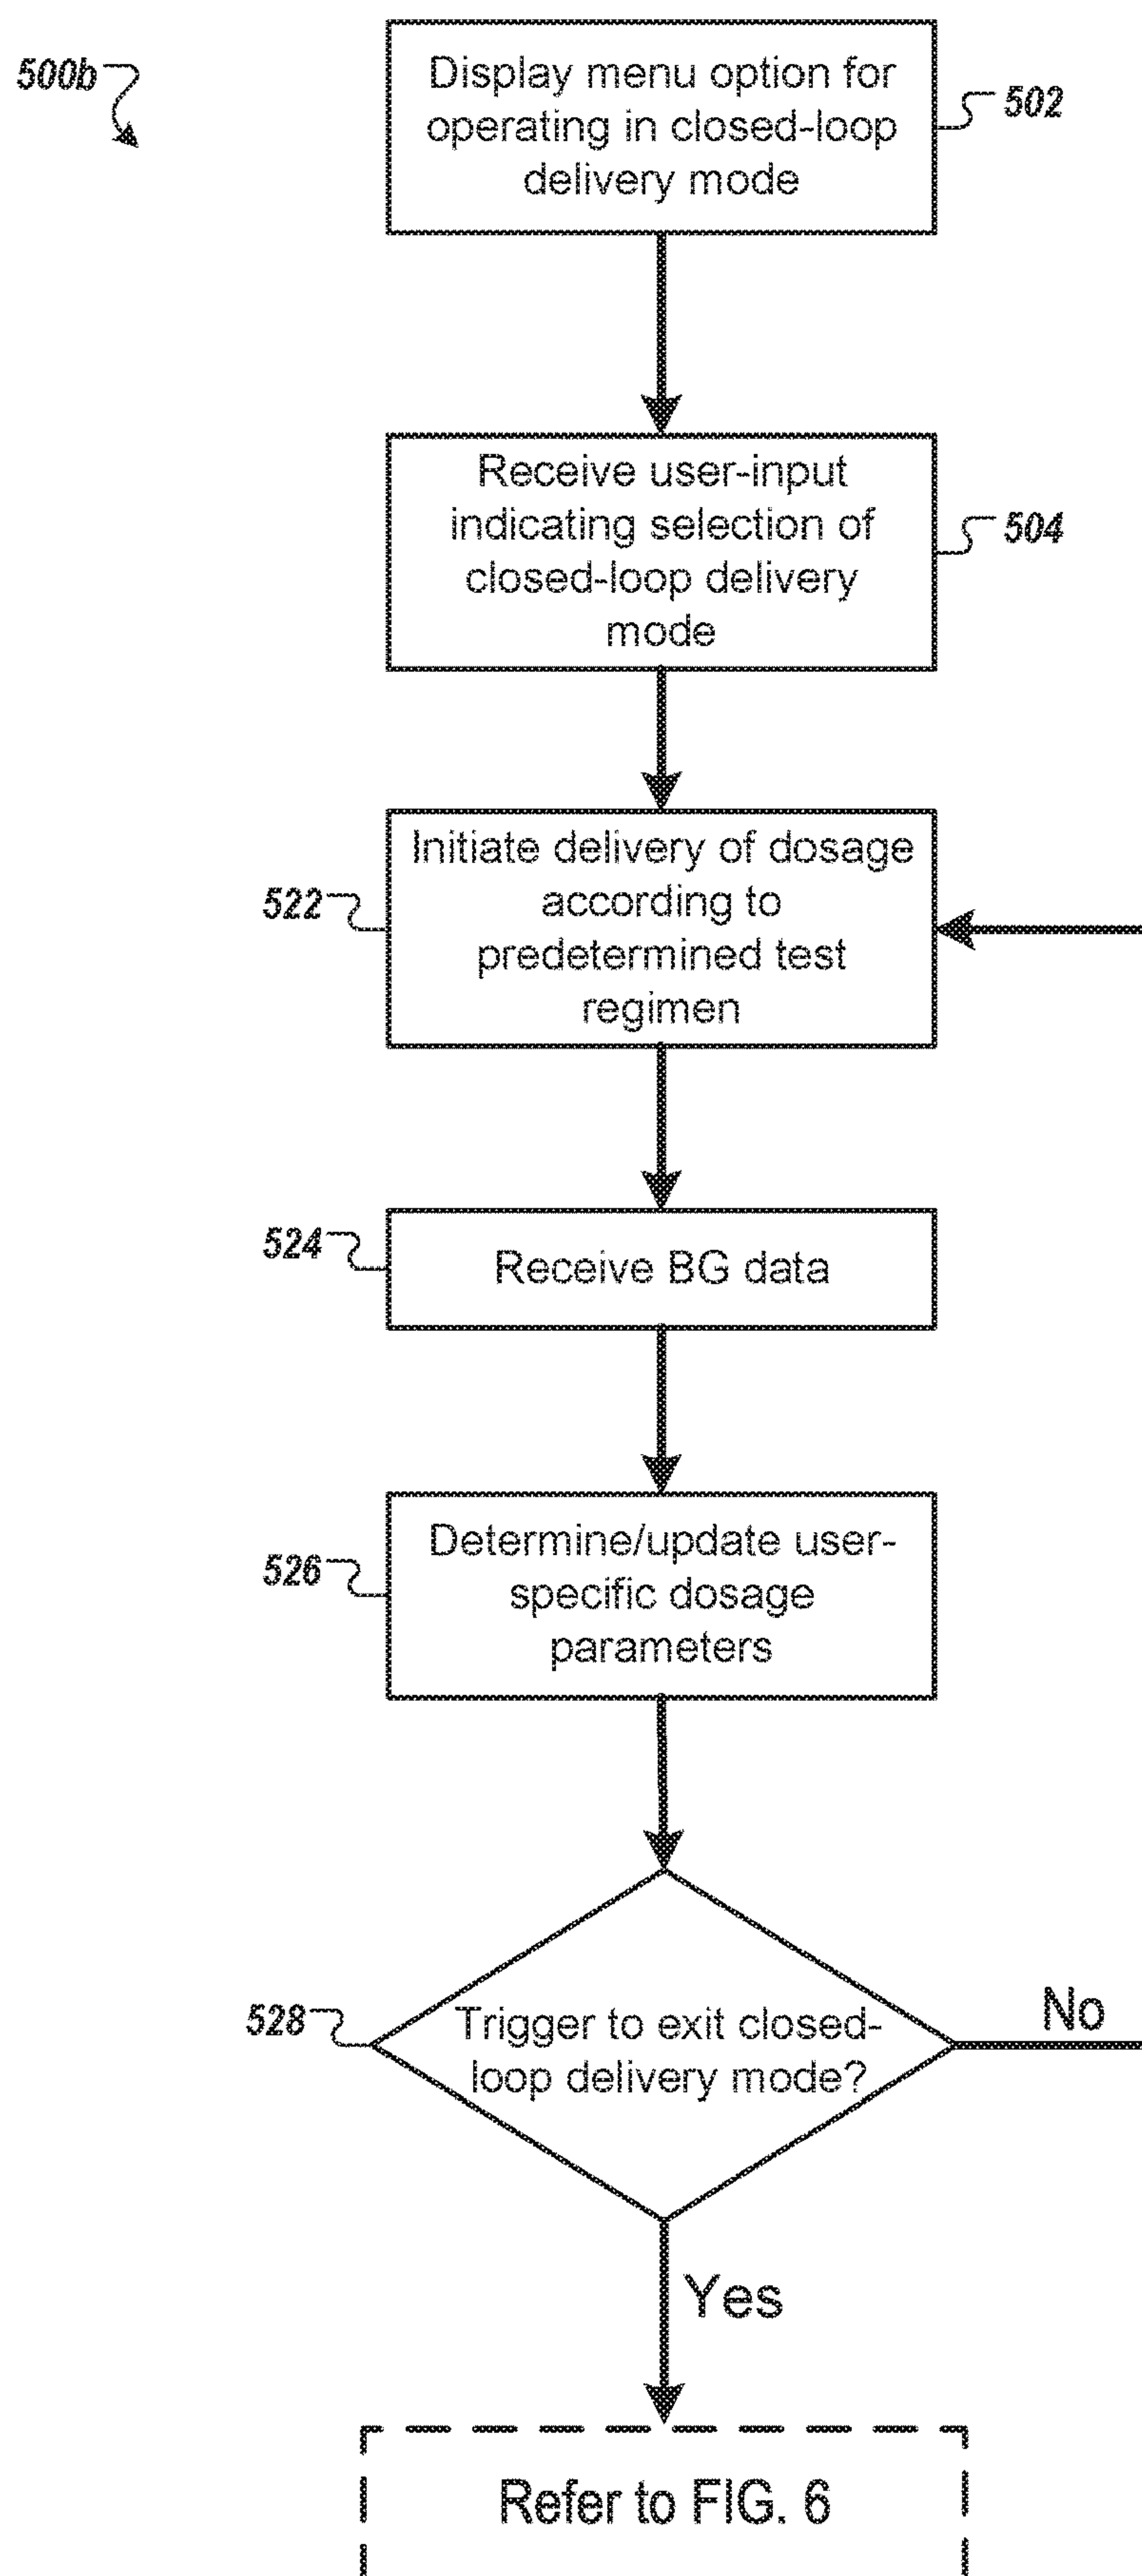 500b
Display menu option for
operating in closed-loop
delivery mode
502
Receive user-input
indicating selection of
closed-loop delivery
mode
504
Initiate delivery of dosage
according to
predetermined test
regimen
522
524
Receive BG data
526
Determine/update user-
specific dosage
parameters
528
Trigger to exit closed-
loop delivery mode?
No
Yes
Refer to FIG. 6